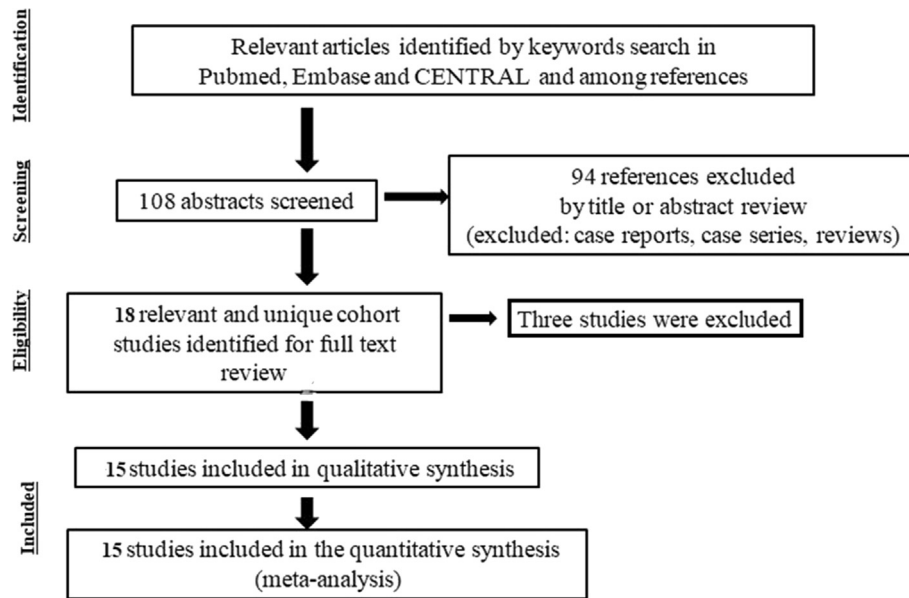 Identification
Relevant articles identified by keywords search in
Pubmed, Embase and CENTRAL and among references
Screening
108 abstracts screened
94 references excluded
by title or abstract review
(excluded: case reports, case series, reviews)
Eligibility
18 relevant and unique cohort
studies identified for full text
review
Three studies were excluded
Included
15 studies included in qualitative synthesis
15 studies included in the quantitative synthesis
(meta-analysis)